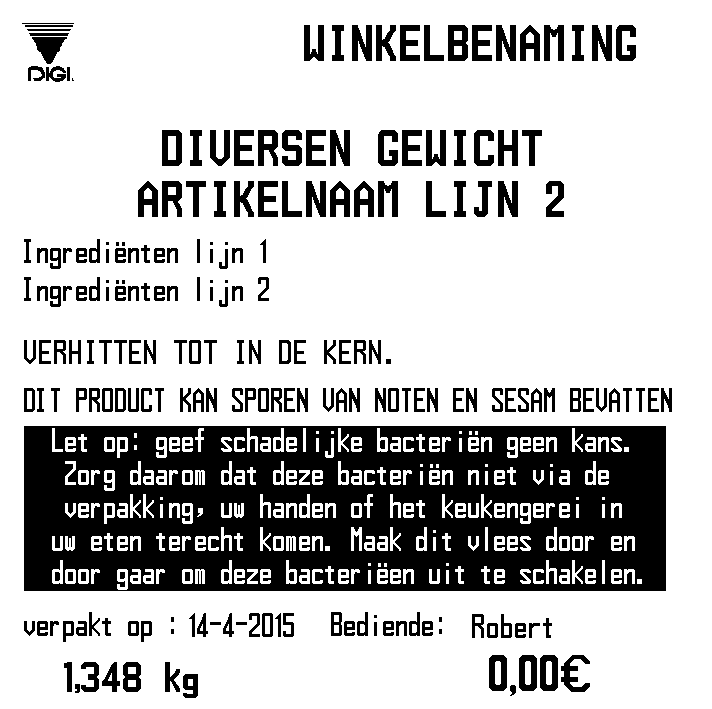 DIGI.
WINKELBENAMING
DIVERSEN GEWICHT
ARTIKELNAAM LIJN 2
Ingrediënten lijn 1
Ingrediënten lijn 2
VERHITTEN TOT IN DE KERN.
DIT PRODUCT KAN SPOREN VAN NOTEN EN SESAM BEVATTEN
Let op: geef schadelijke bacteriën geen kans.
Zorg daarom dat deze bacteriën niet via de
verpakking, uw handen of het keukengerei in
uw eten terecht komen. Maak dit vlees door en
door gaar om deze bacteriëen uit te schakelen.
verpakt op : 14-4-2015 Bediende: Robert
1,348 kg 0,00€